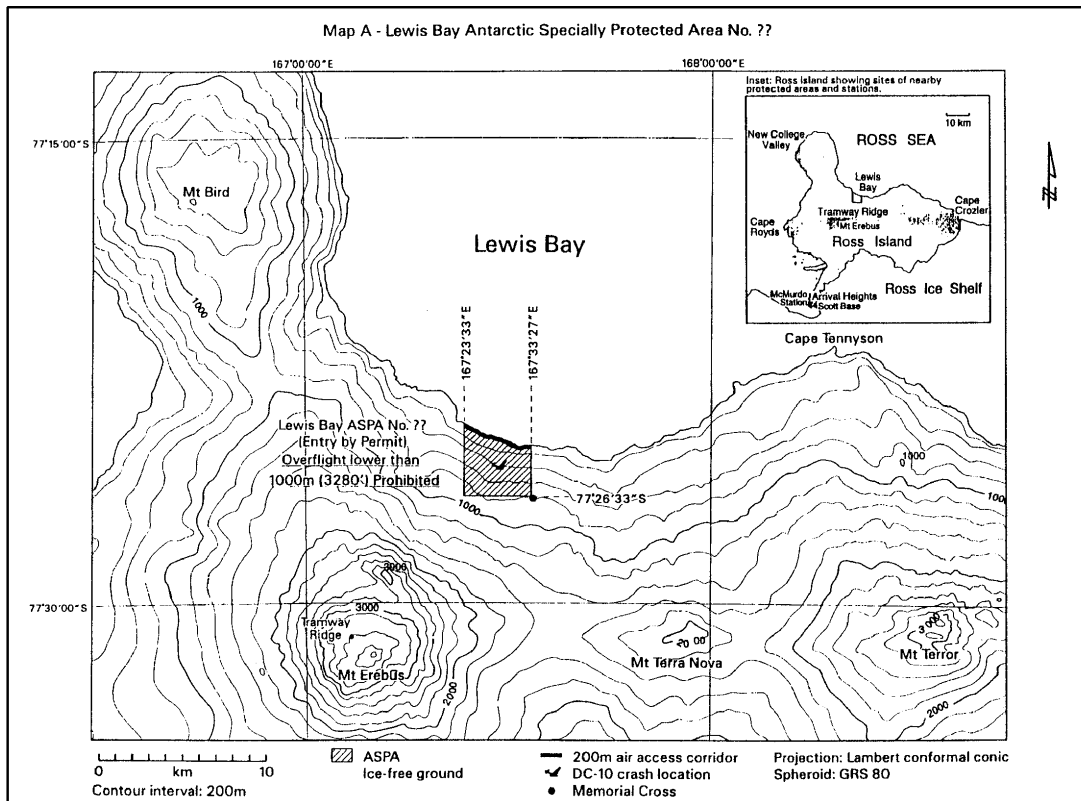 Map A - Lewis Bay Antarctic Specially Protected Area No. ??
167°00'00"E
168°00'00"E
Inset: Ross Island showing sites of nearby
protected areas and stations.
10 km
New College
Valley
ROSS SEA
Lewis
Bay
Cape
Crozier
Tramway Ridge
Cape
Royds
Mt Erebus
Ross Island
Ross Ice Shelf
McMurdo
Station
Arrival Heights
Scott Base
77°15'00"S
Mt Bird
Lewis Bay
1000
167°23'33"E
167°33'27"E
Cape Tennyson
Lewis Bay ASPA No. ??
(Entry by Permit)
Overflight lower than
1000m (3280') Prohibited
77°26'33"S
1000
1000
1000
77°30'00"S
3000
3000
Tramway
Ridge
Mt Erebus
2000
2000
Mt Terra Nova
3000
Mt Terror
2000
0 km 10
Contour interval: 200m
ASPA
Ice-free ground
200m air access corridor
DC-10 crash location
Memorial Cross
Projection: Lambert conformal conic
Spheroid: GRS 80